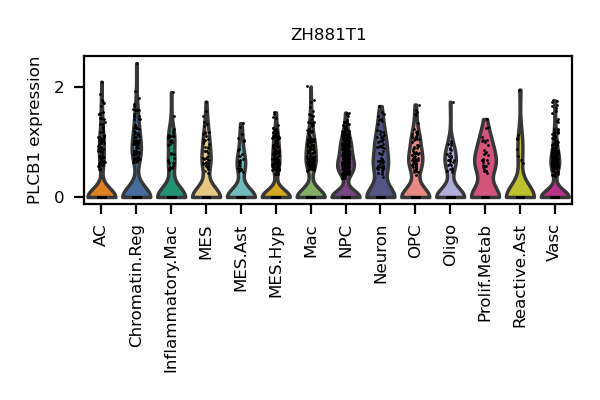 ZH881T1
PLCB1 expression
2
0
AC
Chromatin.Reg
Inflammatory.Mac
MES
MES.Ast
MES.Hyp
Mac
NPC
Neuron
OPC
Oligo
Prolif.Metab
Reactive.Ast
Vasc